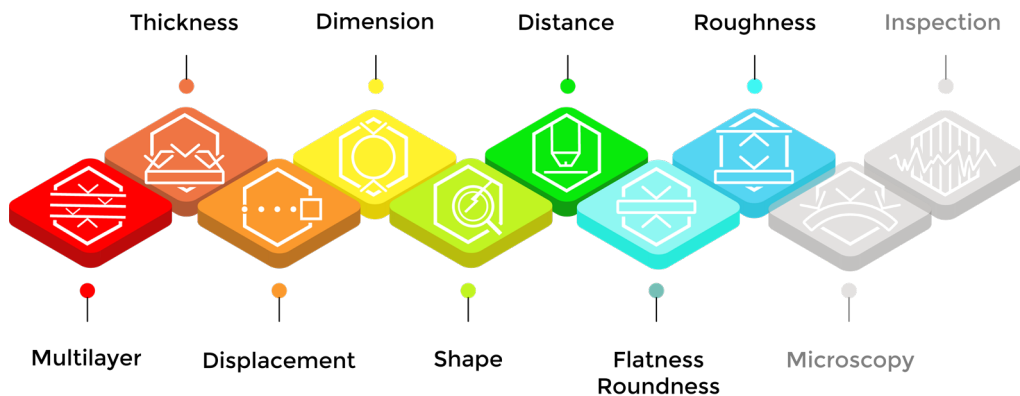 Thickness
Dimension
Distance
Roughness
Inspection
Multilayer
Displacement
Shape
Flatness
Roundness
Microscopy